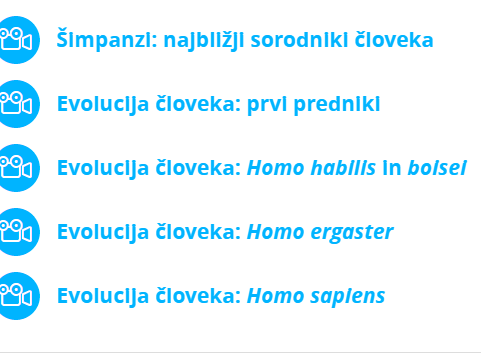 Šimpanzi: najbližji sorodniki človeka
Evolucija človeka: prvi predniki
Evolucija človeka: Homo habilis in boisei
Evolucija človeka: Homo ergaster
Evolucija človeka: Homo sapiens